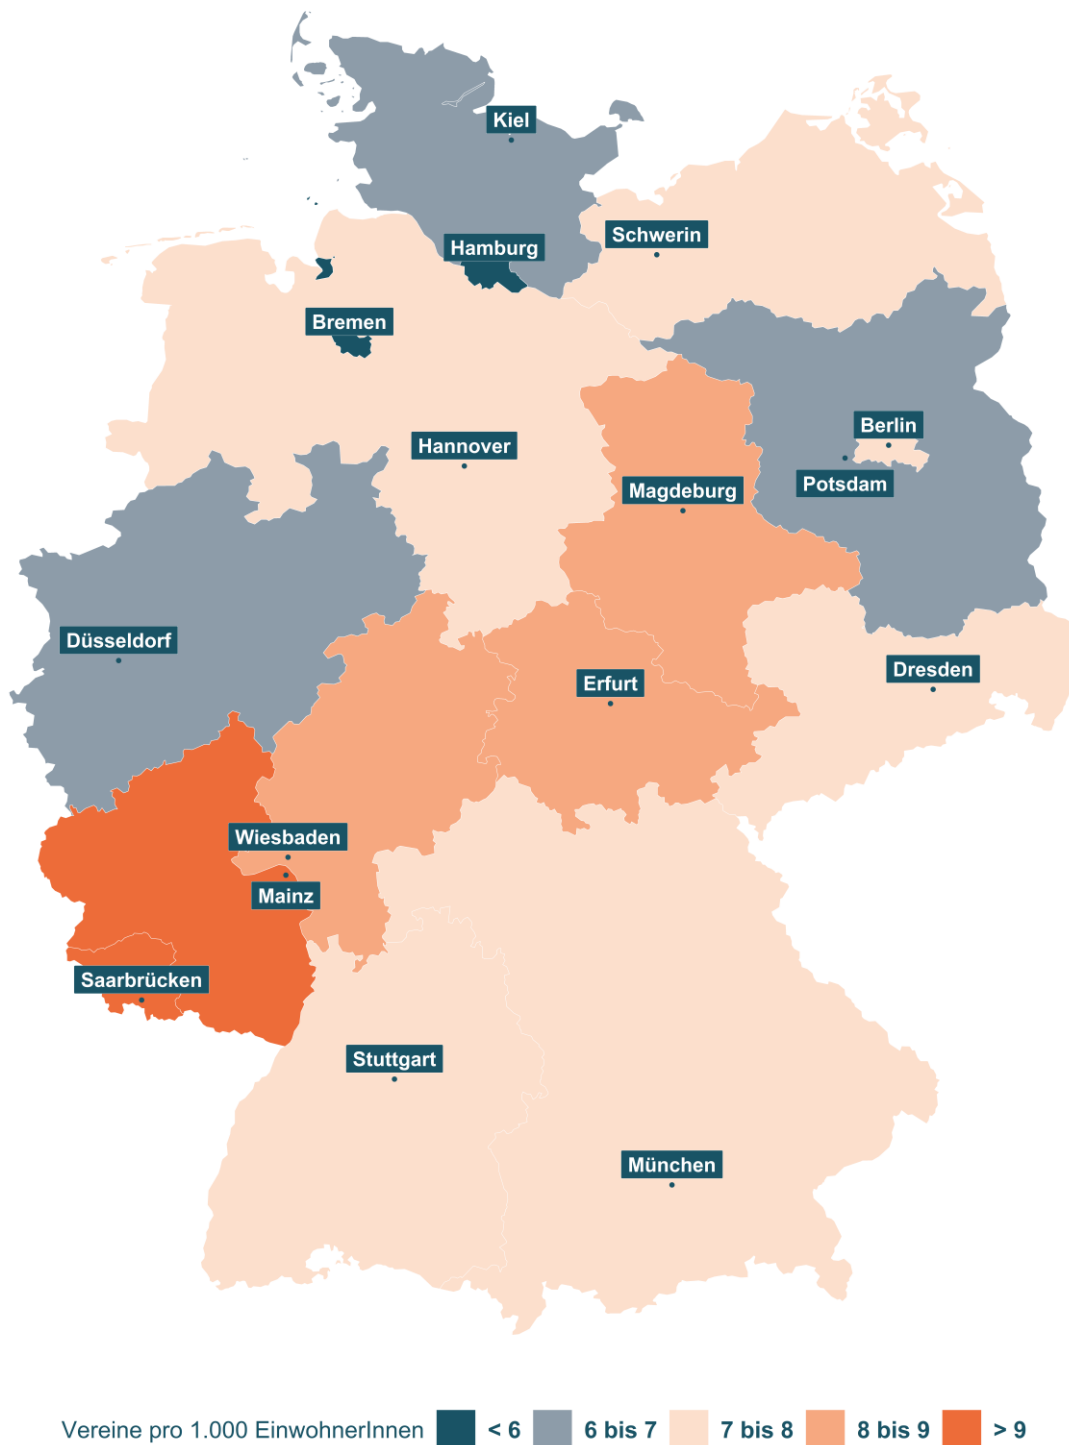 Kiel
Schwerin
Hamburg
Bremen
Berlin
Hannover
Potsdam
Magdeburg
Düsseldorf
Dresden
Erfurt
Wiesbaden
Mainz
Saarbrücken
Stuttgart
München
Vereine pro 1.000 EinwohnerInnen < 6 6 bis 7 7 bis 8 8 bis 9 > 9